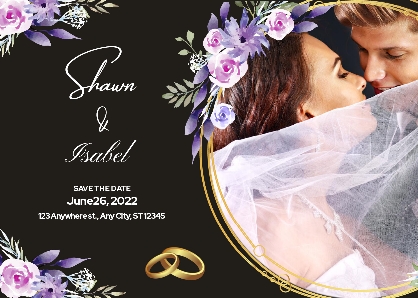 Shawn
&
Isabel
SAVE THE DATE
June26, 2022
123 Anywhere st., Any City, ST 12345